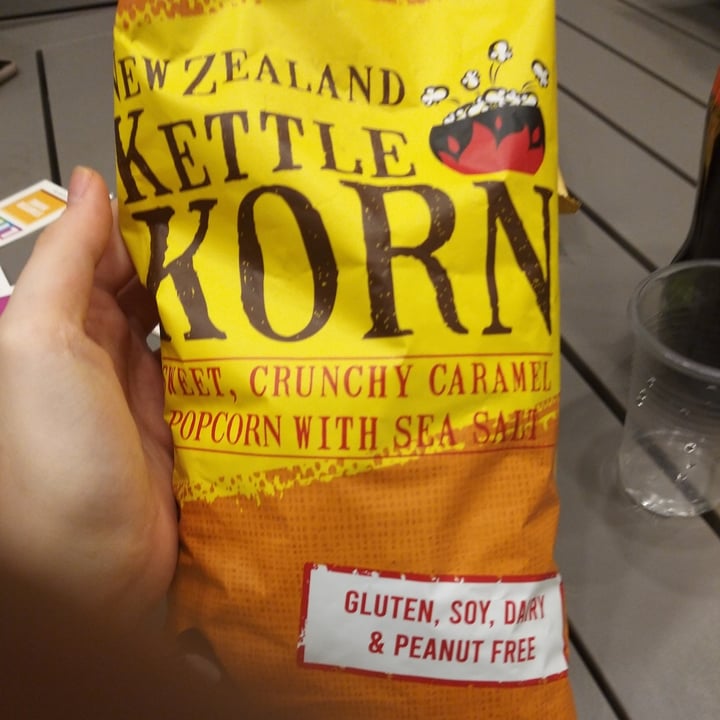 NEW ZEALAND
KETTLE
KORN
SWEET, CRUNCHY CARAMEL
POPCORN WITH SEA SALT
GLUTEN, SOY, DAIRY
& PEANUT FREE